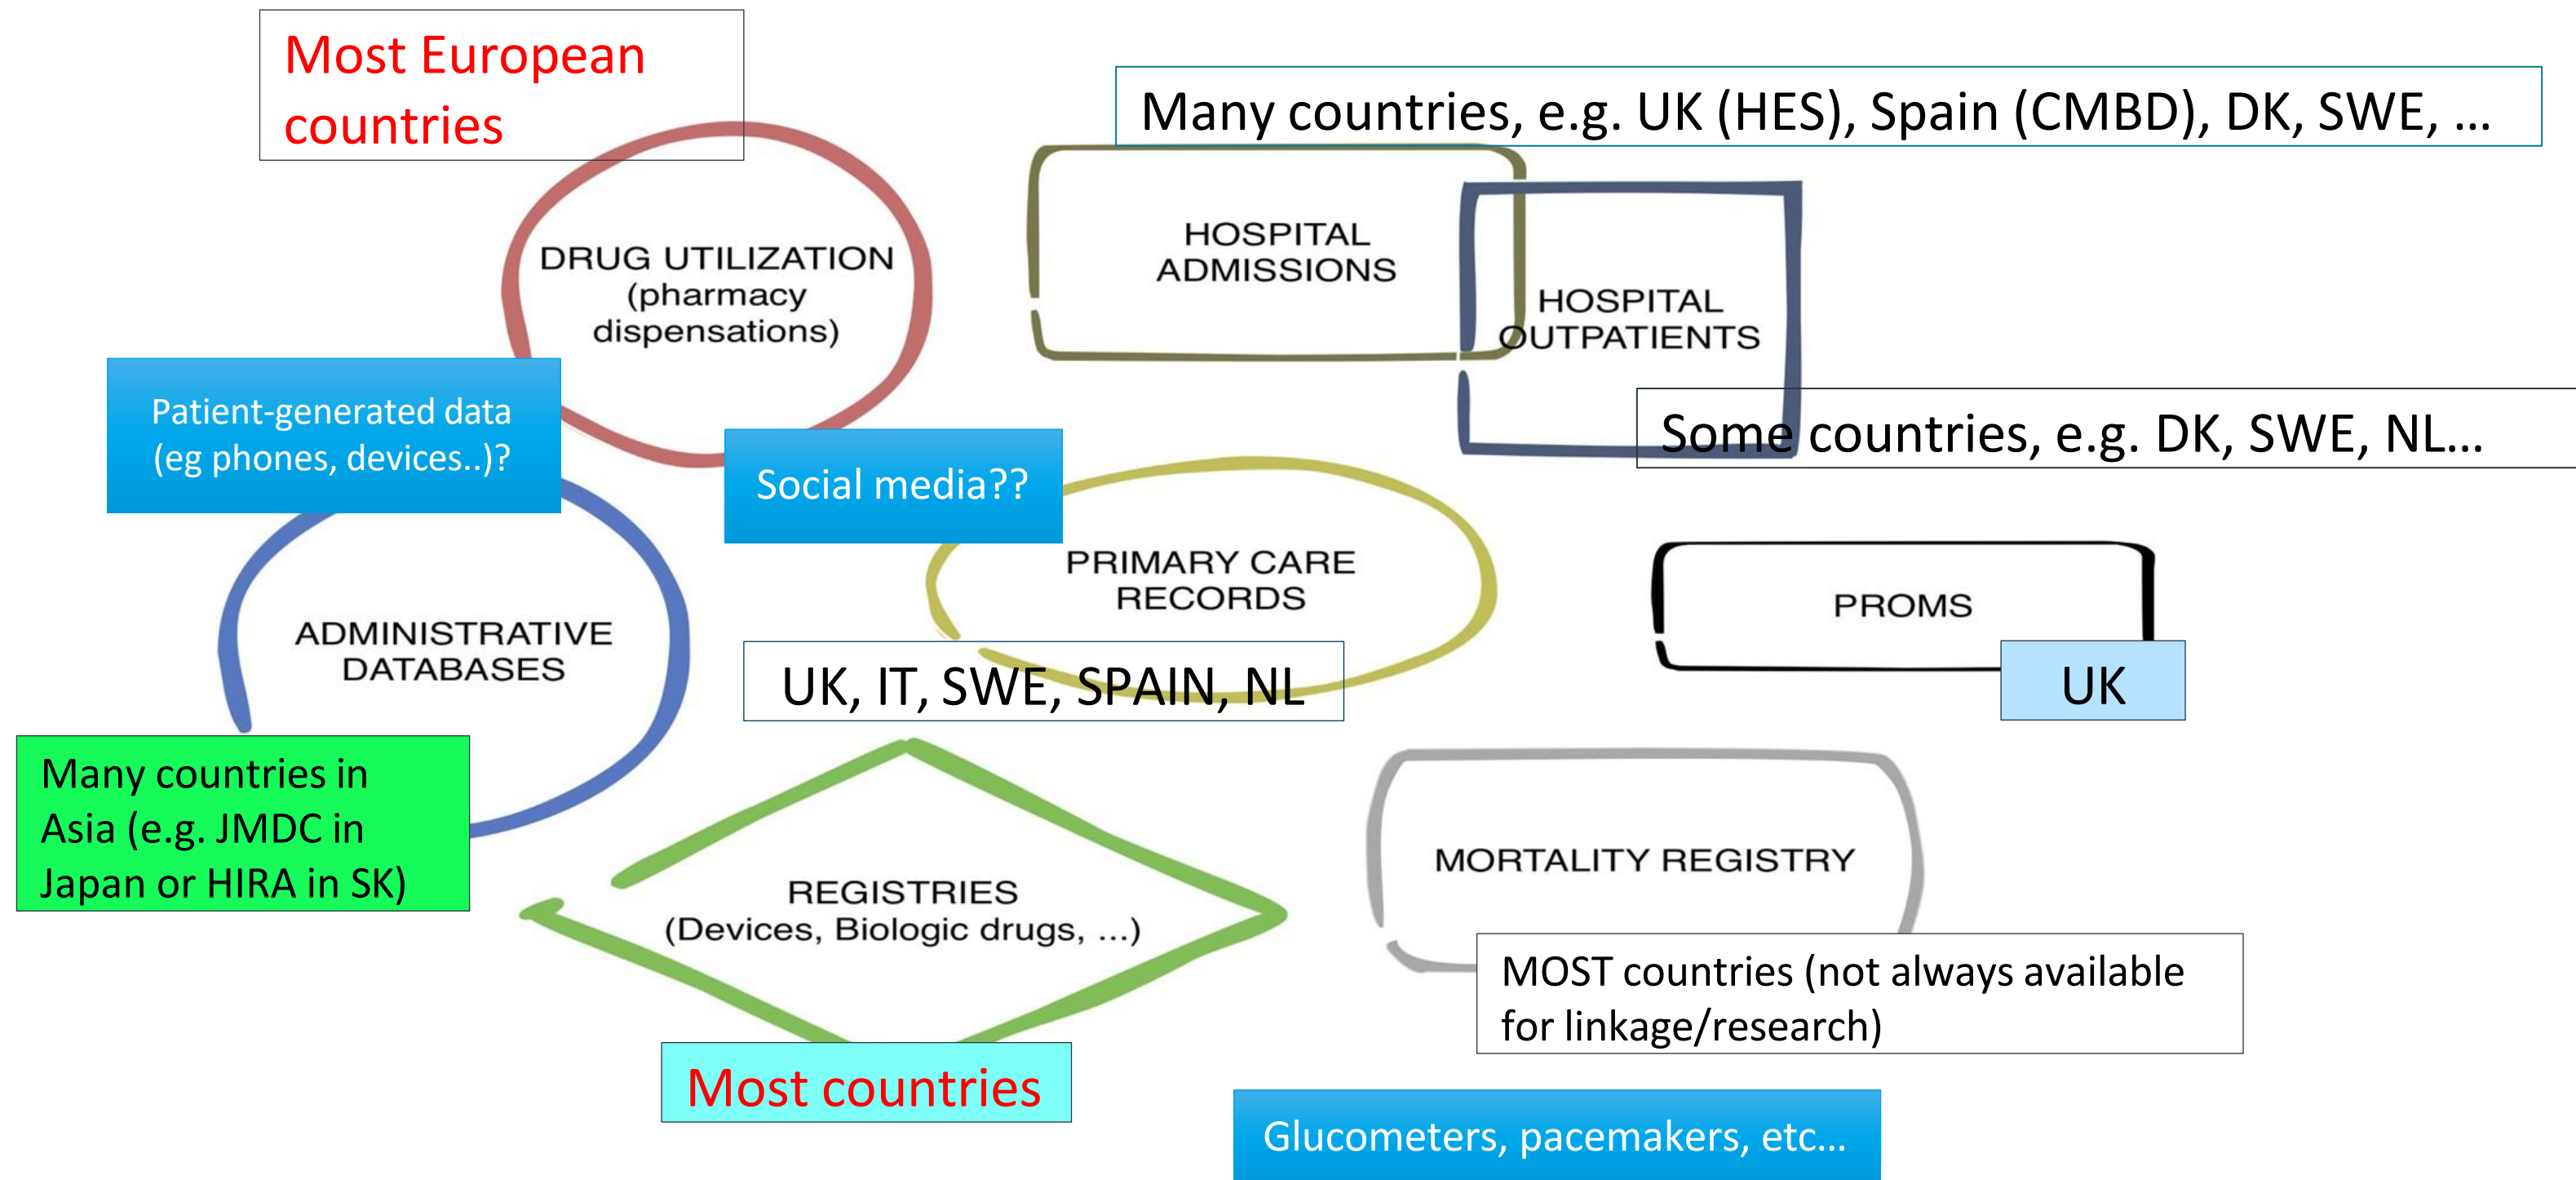 Most European
countries
Many countries, e.g. UK (HES), Spain (CMBD), DK, SWE, ...
DRUG UTILIZATION
(pharmacy
dispensations)
HOSPITAL
ADMISSIONS
HOSPITAL
OUTPATIENTS
Patient-generated data
(eg phones, devices..)?
Social media??
Some countries, e.g. DK, SWE, NL...
PRIMARY CARE
RECORDS
PROMS
ADMINISTRATIVE
DATABASES
UK, IT, SWE, SPAIN, NL
UK
Many countries in
Asia (e.g. JMDC in
Japan or HIRA in SK)
REGISTRIES
(Devices, Biologic drugs, ...)
MORTALITY REGISTRY
MOST countries (not always available
for linkage/research)
Most countries
Glucometers, pacemakers, etc...